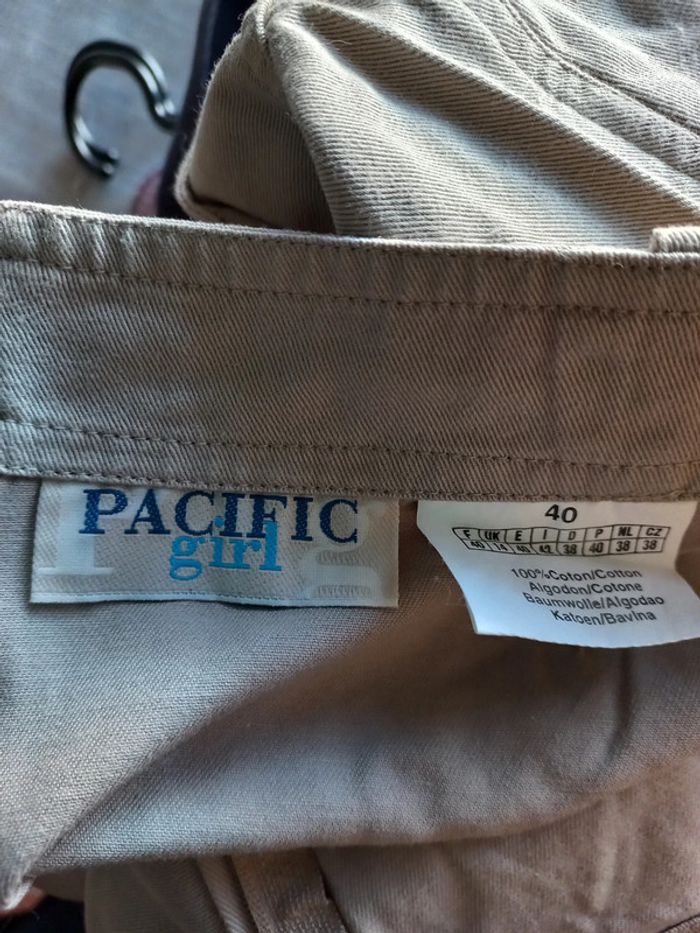 PACIFIC
girl
40
F UK E I D P NL CZ
40 14 40 42 38 40 38 38
100%Coton/Cotton
Algodon/Cotone
Baumwolle/Algodao
Katoen/Bavlna